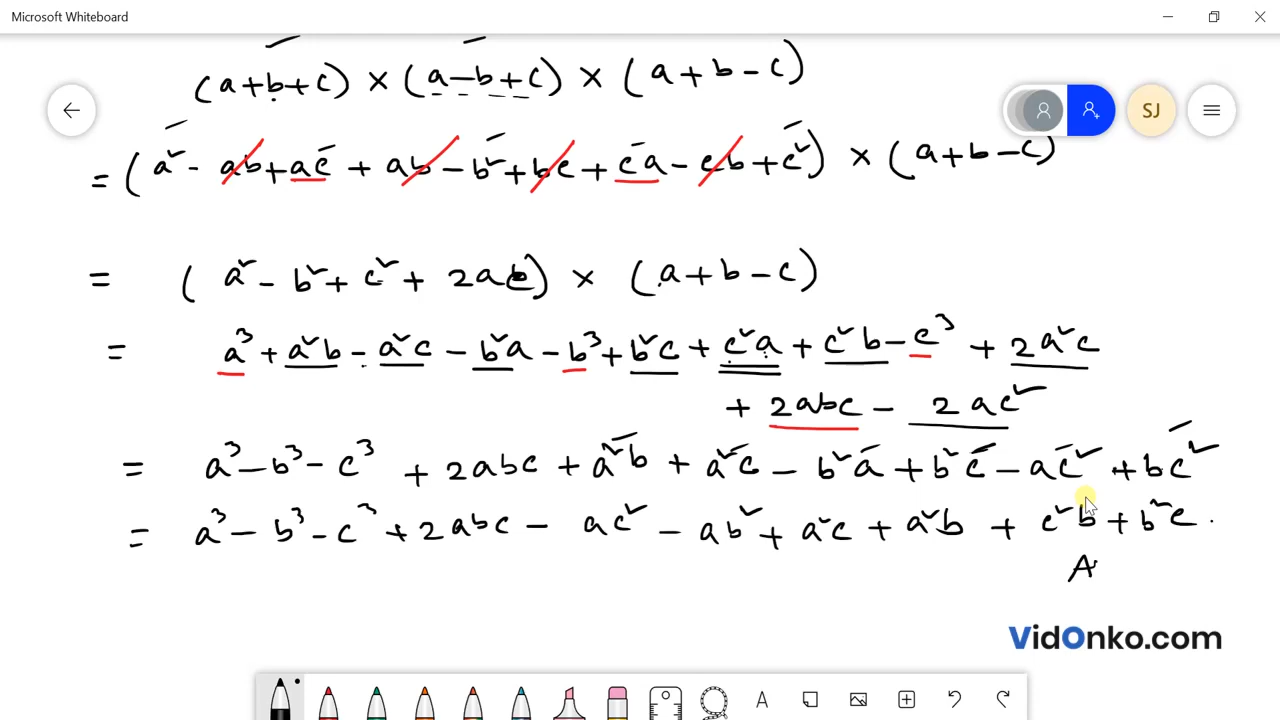 Microsoft Whiteboard
(a+b+c) × (a-b+c) × (a+b-c)
SJ
= (a² - ab + ac + ab - b² + bc + ca - cb + c²) × (a+b-c)
= (a² - b² + c² + 2ac) × (a+b-c)
= a³ + a²b - a²c - b²a - b³ + b²c + c²a + c²b - c³ + 2a²c
+ 2abc - 2ac²
= a³ - b³ - c³ + 2abc + a²b + a²c - b²a + b²c - ac² + bc²
= a³ - b³ - c³ + 2abc - ac² - ab² + a²c + a²b + c²b + b²c .
A
VidOnko.com